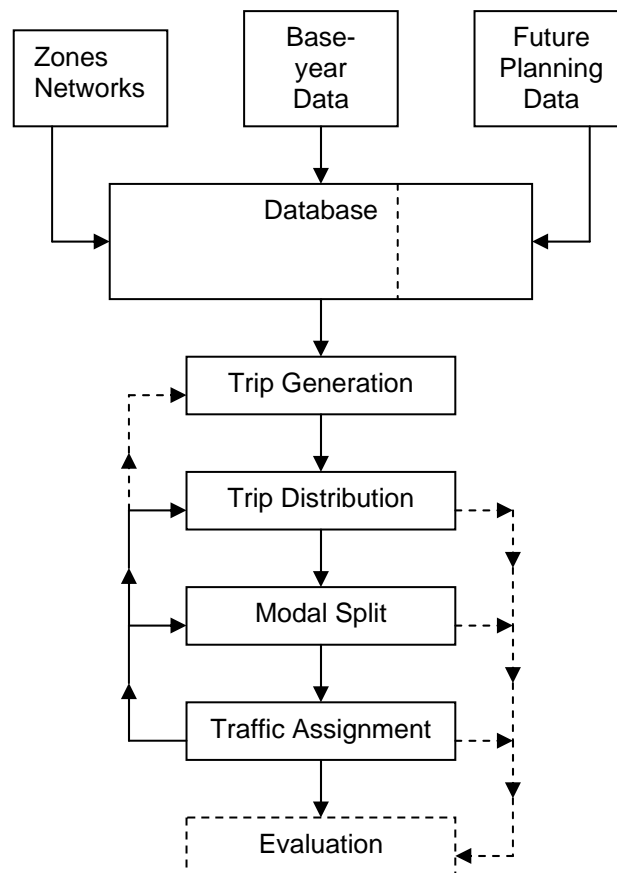 Zones
Networks
Base-
year
Data
Future
Planning
Data
Database
Trip Generation
Trip Distribution
Modal Split
Traffic Assignment
Evaluation